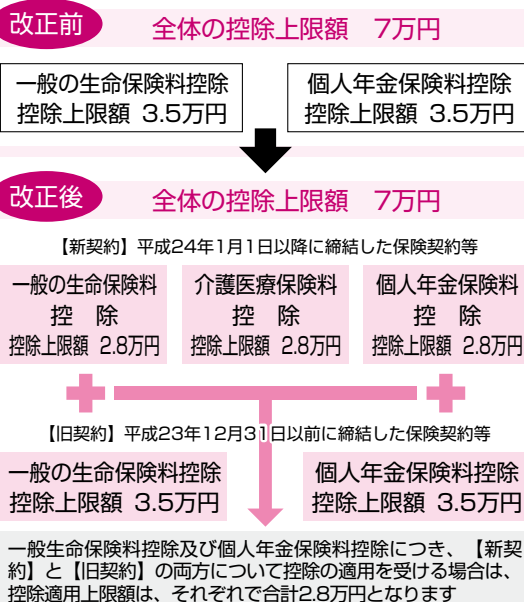 改正前
全体の控除上限額　7万円
一般の生命保険料控除
控除上限額 3.5万円
個人年金保険料控除
控除上限額 3.5万円
改正後
全体の控除上限額　7万円
【新契約】平成24年1月1日以降に締結した保険契約等
一般の生命保険料
控　除
控除上限額 2.8万円
介護医療保険料
控　除
控除上限額 2.8万円
個人年金保険料
控　除
控除上限額 2.8万円
【旧契約】平成23年12月31日以前に締結した保険契約等
一般の生命保険料控除
控除上限額 3.5万円
個人年金保険料控除
控除上限額 3.5万円
一般生命保険料控除及び個人年金保険料控除につき、【新契
約】と【旧契約】の両方について控除の適用を受ける場合は、
控除適用上限額は、それぞれで合計2.8万円となります